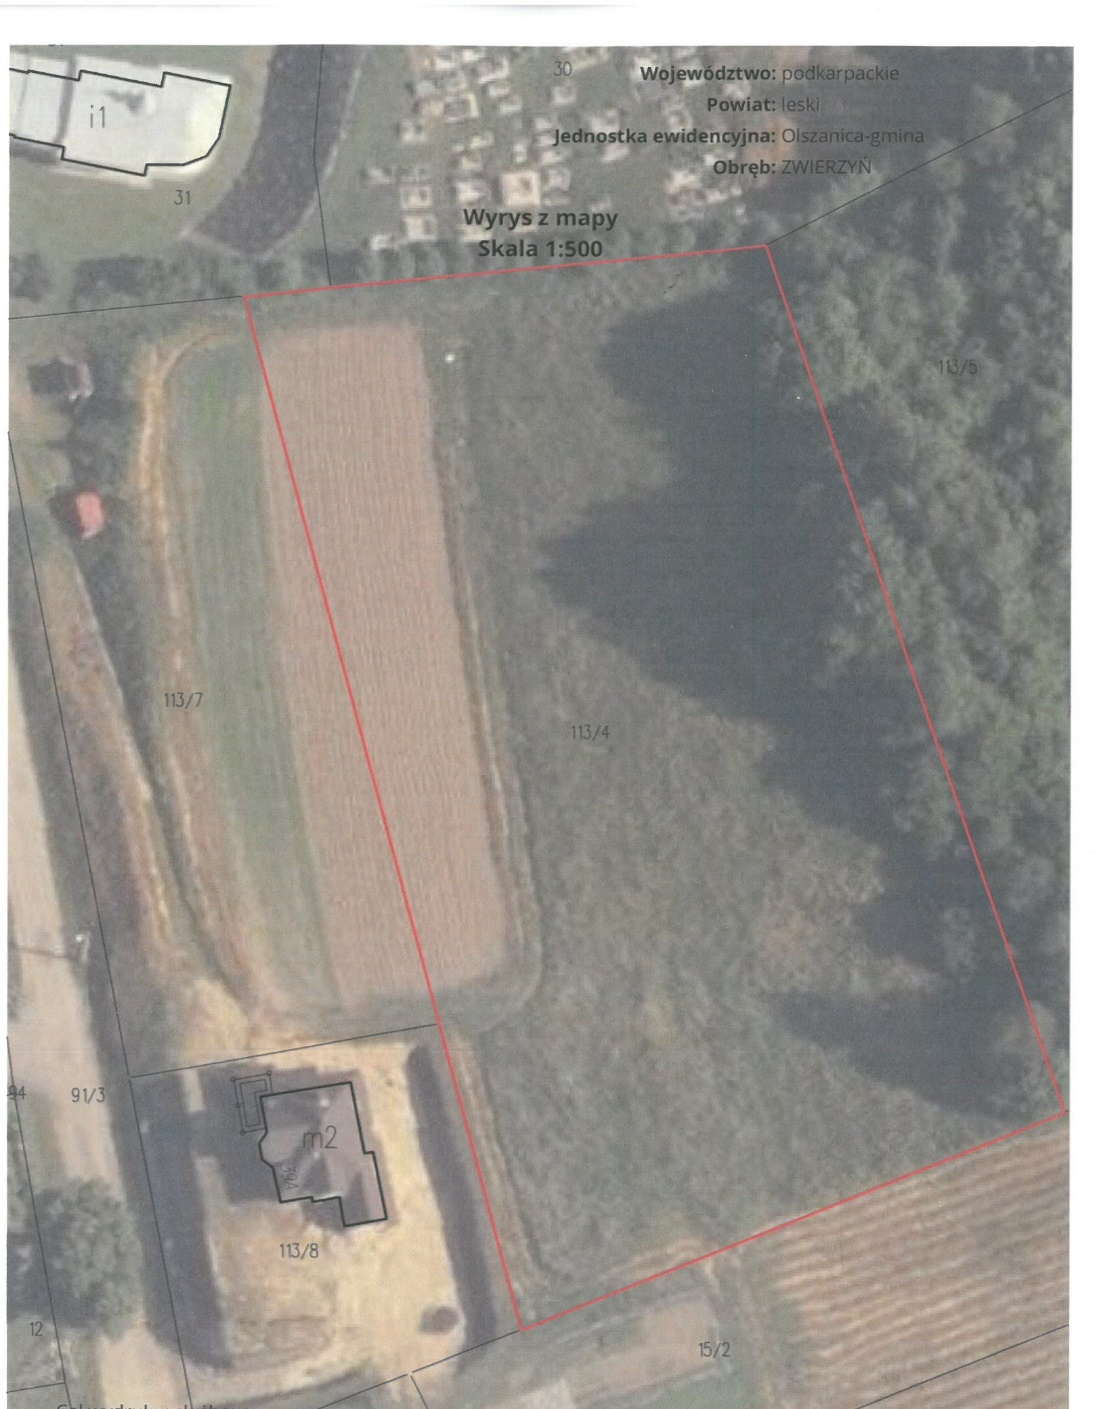 30
Województwo: podkarpackie
Powiat: leski
Jednostka ewidencyjna: Olszanica-gmina
Obręb: ZWIERZYŃ
i1
31
Wyrys z mapy
Skala 1:500
113/5
113/7
113/4
94
91/3
m2
39A
113/8
12
15/2